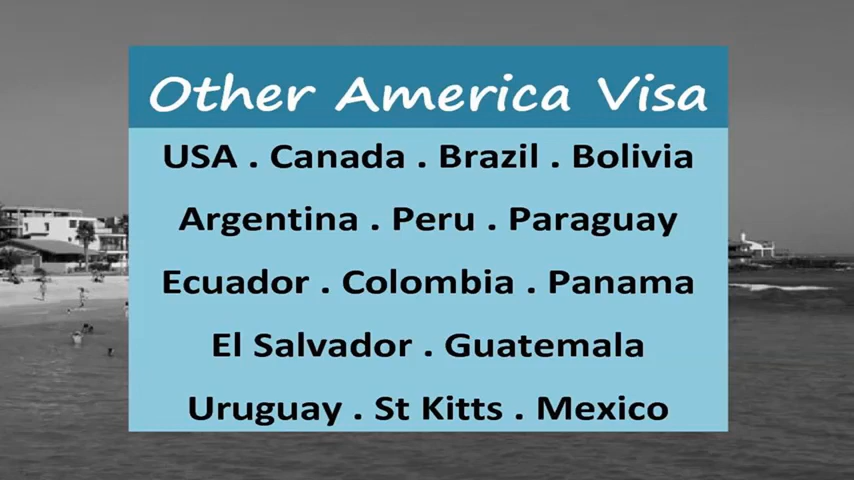 Other America Visa
USA . Canada . Brazil . Bolivia
Argentina . Peru . Paraguay
Ecuador . Colombia . Panama
El Salvador . Guatemala
Uruguay . St Kitts . Mexico